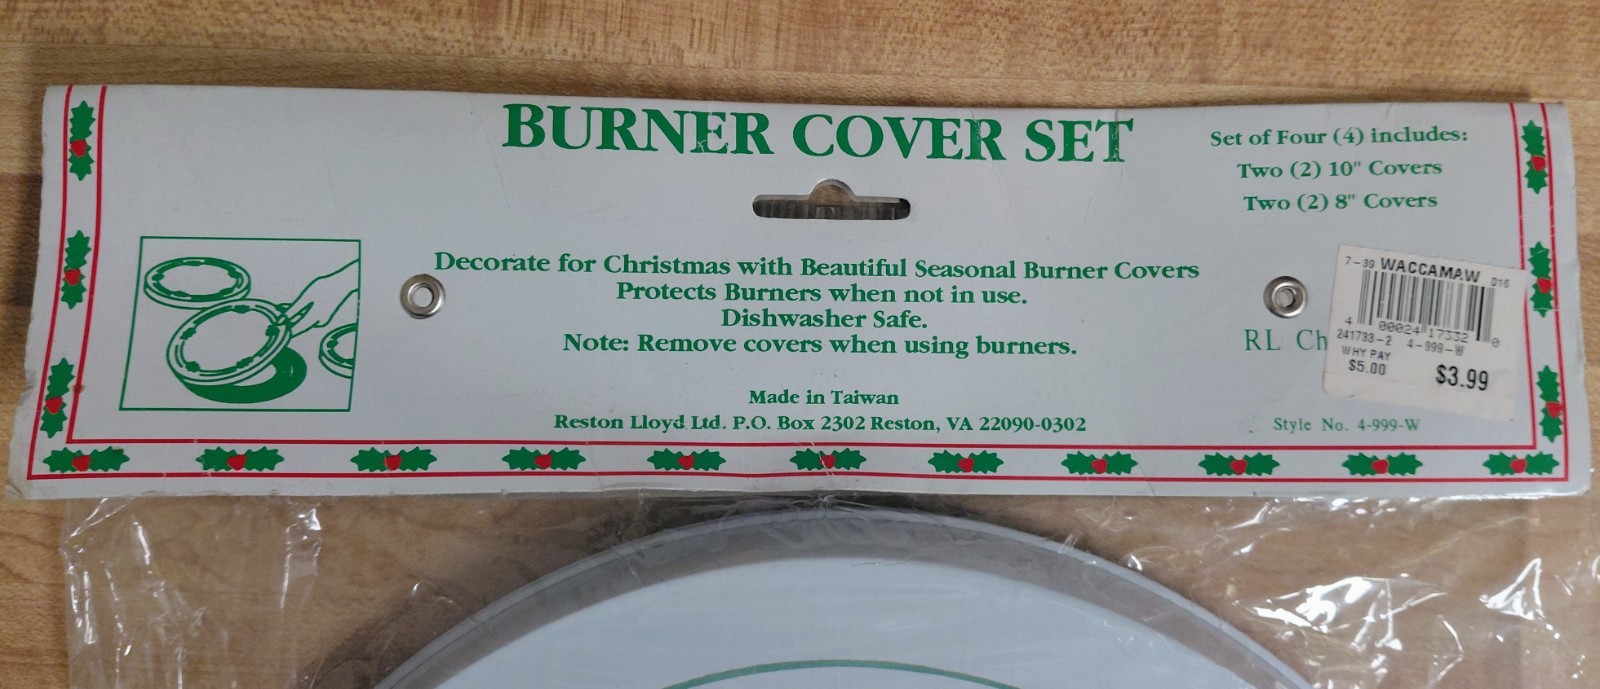 BURNER COVER SET
Set of Four (4) includes:
Two (2) 10" Covers
Two (2) 8" Covers
Decorate for Christmas with Beautiful Seasonal Burner Covers
Protects Burners when not in use.
Dishwasher Safe.
Note: Remove covers when using burners.
Made in Taiwan
Reston Lloyd Ltd. P.O. Box 2302 Reston, VA 22090-0302
7-39 WACCAMAW 016
4 00024 17332 0
241733-2 4-999-W
WHY PAY
$5.00
$3.99
RL Ch
Style No. 4-999-W